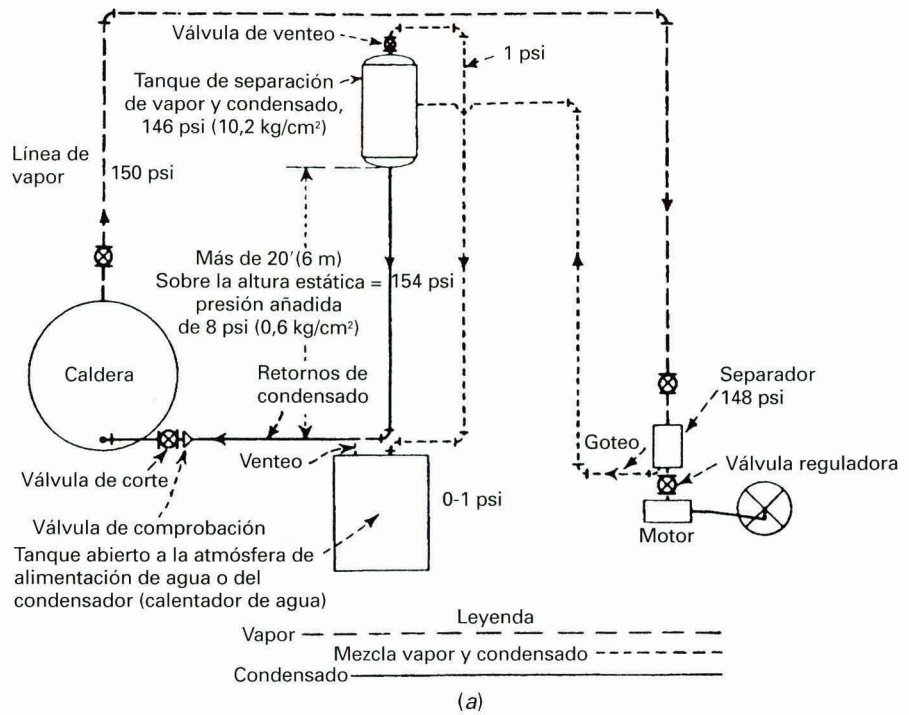 Válvula de venteo
1 psi
Tanque de separación
de vapor y condensado,
146 psi (10,2 kg/cm²)
Línea de
vapor
150 psi
Más de 20′(6 m)
Sobre la altura estática = 154 psi
presión añadida
de 8 psi (0,6 kg/cm²)
Caldera
Retornos de
condensado
Separador
148 psi
Goteo
Venteo
Válvula reguladora
Válvula de corte
0-1 psi
Motor
Válvula de comprobación
Tanque abierto a la atmósfera de
alimentación de agua o del
condensador (calentador de agua)
Leyenda
Vapor
Mezcla vapor y condensado
Condensado
(a)